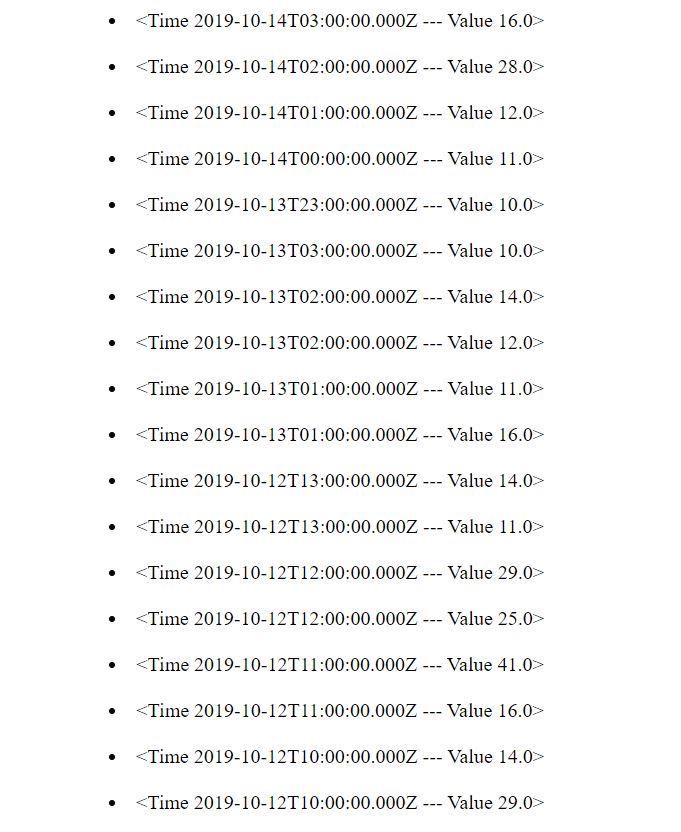 • <Time 2019-10-14T03:00:00.000Z --- Value 16.0>
• <Time 2019-10-14T02:00:00.000Z --- Value 28.0>
• <Time 2019-10-14T01:00:00.000Z --- Value 12.0>
• <Time 2019-10-14T00:00:00.000Z --- Value 11.0>
• <Time 2019-10-13T23:00:00.000Z --- Value 10.0>
• <Time 2019-10-13T03:00:00.000Z --- Value 10.0>
• <Time 2019-10-13T02:00:00.000Z --- Value 14.0>
• <Time 2019-10-13T02:00:00.000Z --- Value 12.0>
• <Time 2019-10-13T01:00:00.000Z --- Value 11.0>
• <Time 2019-10-13T01:00:00.000Z --- Value 16.0>
• <Time 2019-10-12T13:00:00.000Z --- Value 14.0>
• <Time 2019-10-12T13:00:00.000Z --- Value 11.0>
• <Time 2019-10-12T12:00:00.000Z --- Value 29.0>
• <Time 2019-10-12T12:00:00.000Z --- Value 25.0>
• <Time 2019-10-12T11:00:00.000Z --- Value 41.0>
• <Time 2019-10-12T11:00:00.000Z --- Value 16.0>
• <Time 2019-10-12T10:00:00.000Z --- Value 14.0>
• <Time 2019-10-12T10:00:00.000Z --- Value 29.0>